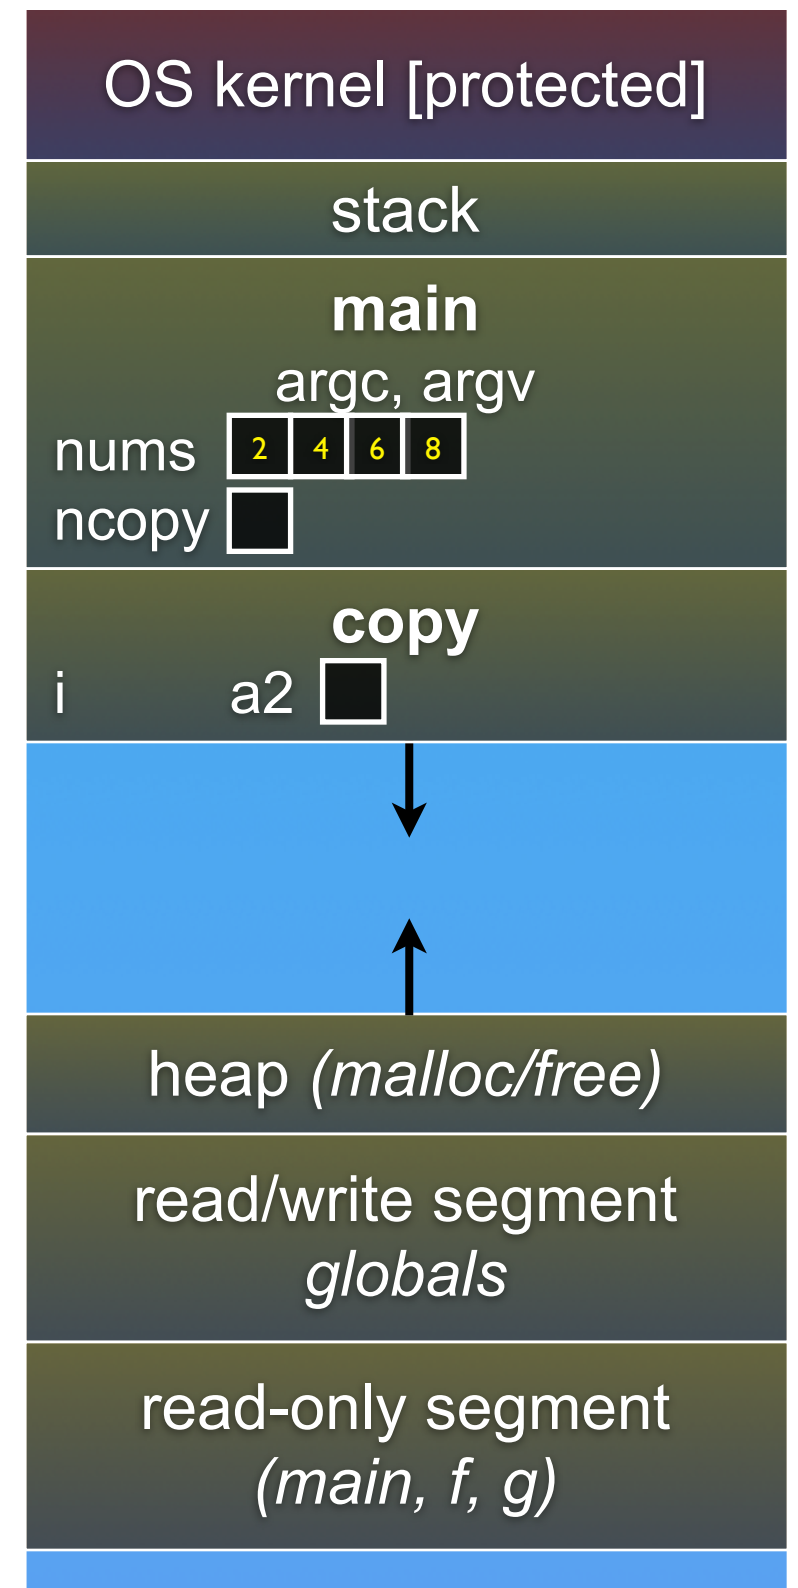 OS kernel [protected]
stack
main
argc, argv
nums 2 4 6 8
ncopy
copy
i a2
heap (malloc/free)
read/write segment
globals
read-only segment
(main, f, g)